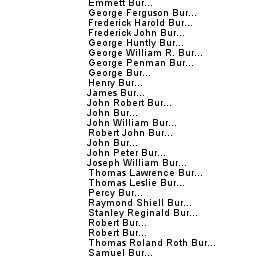 Emmett Bur...
George Ferguson Bur...
Frederick Harold Bur...
Frederick John Bur...
George Huntly Bur...
George William R. Bur...
George Penman Bur...
George Bur...
Henry Bur...
James Bur...
John Robert Bur...
John Bur...
John William Bur...
Robert John Bur...
John Bur...
John Peter Bur...
Joseph William Bur...
Thomas Lawrence Bur...
Thomas Leslie Bur...
Percy Bur...
Raymond Shiell Bur...
Stanley Reginald Bur...
Robert Bur...
Robert Bur...
Thomas Roland Roth Bur...
Samuel Bur...